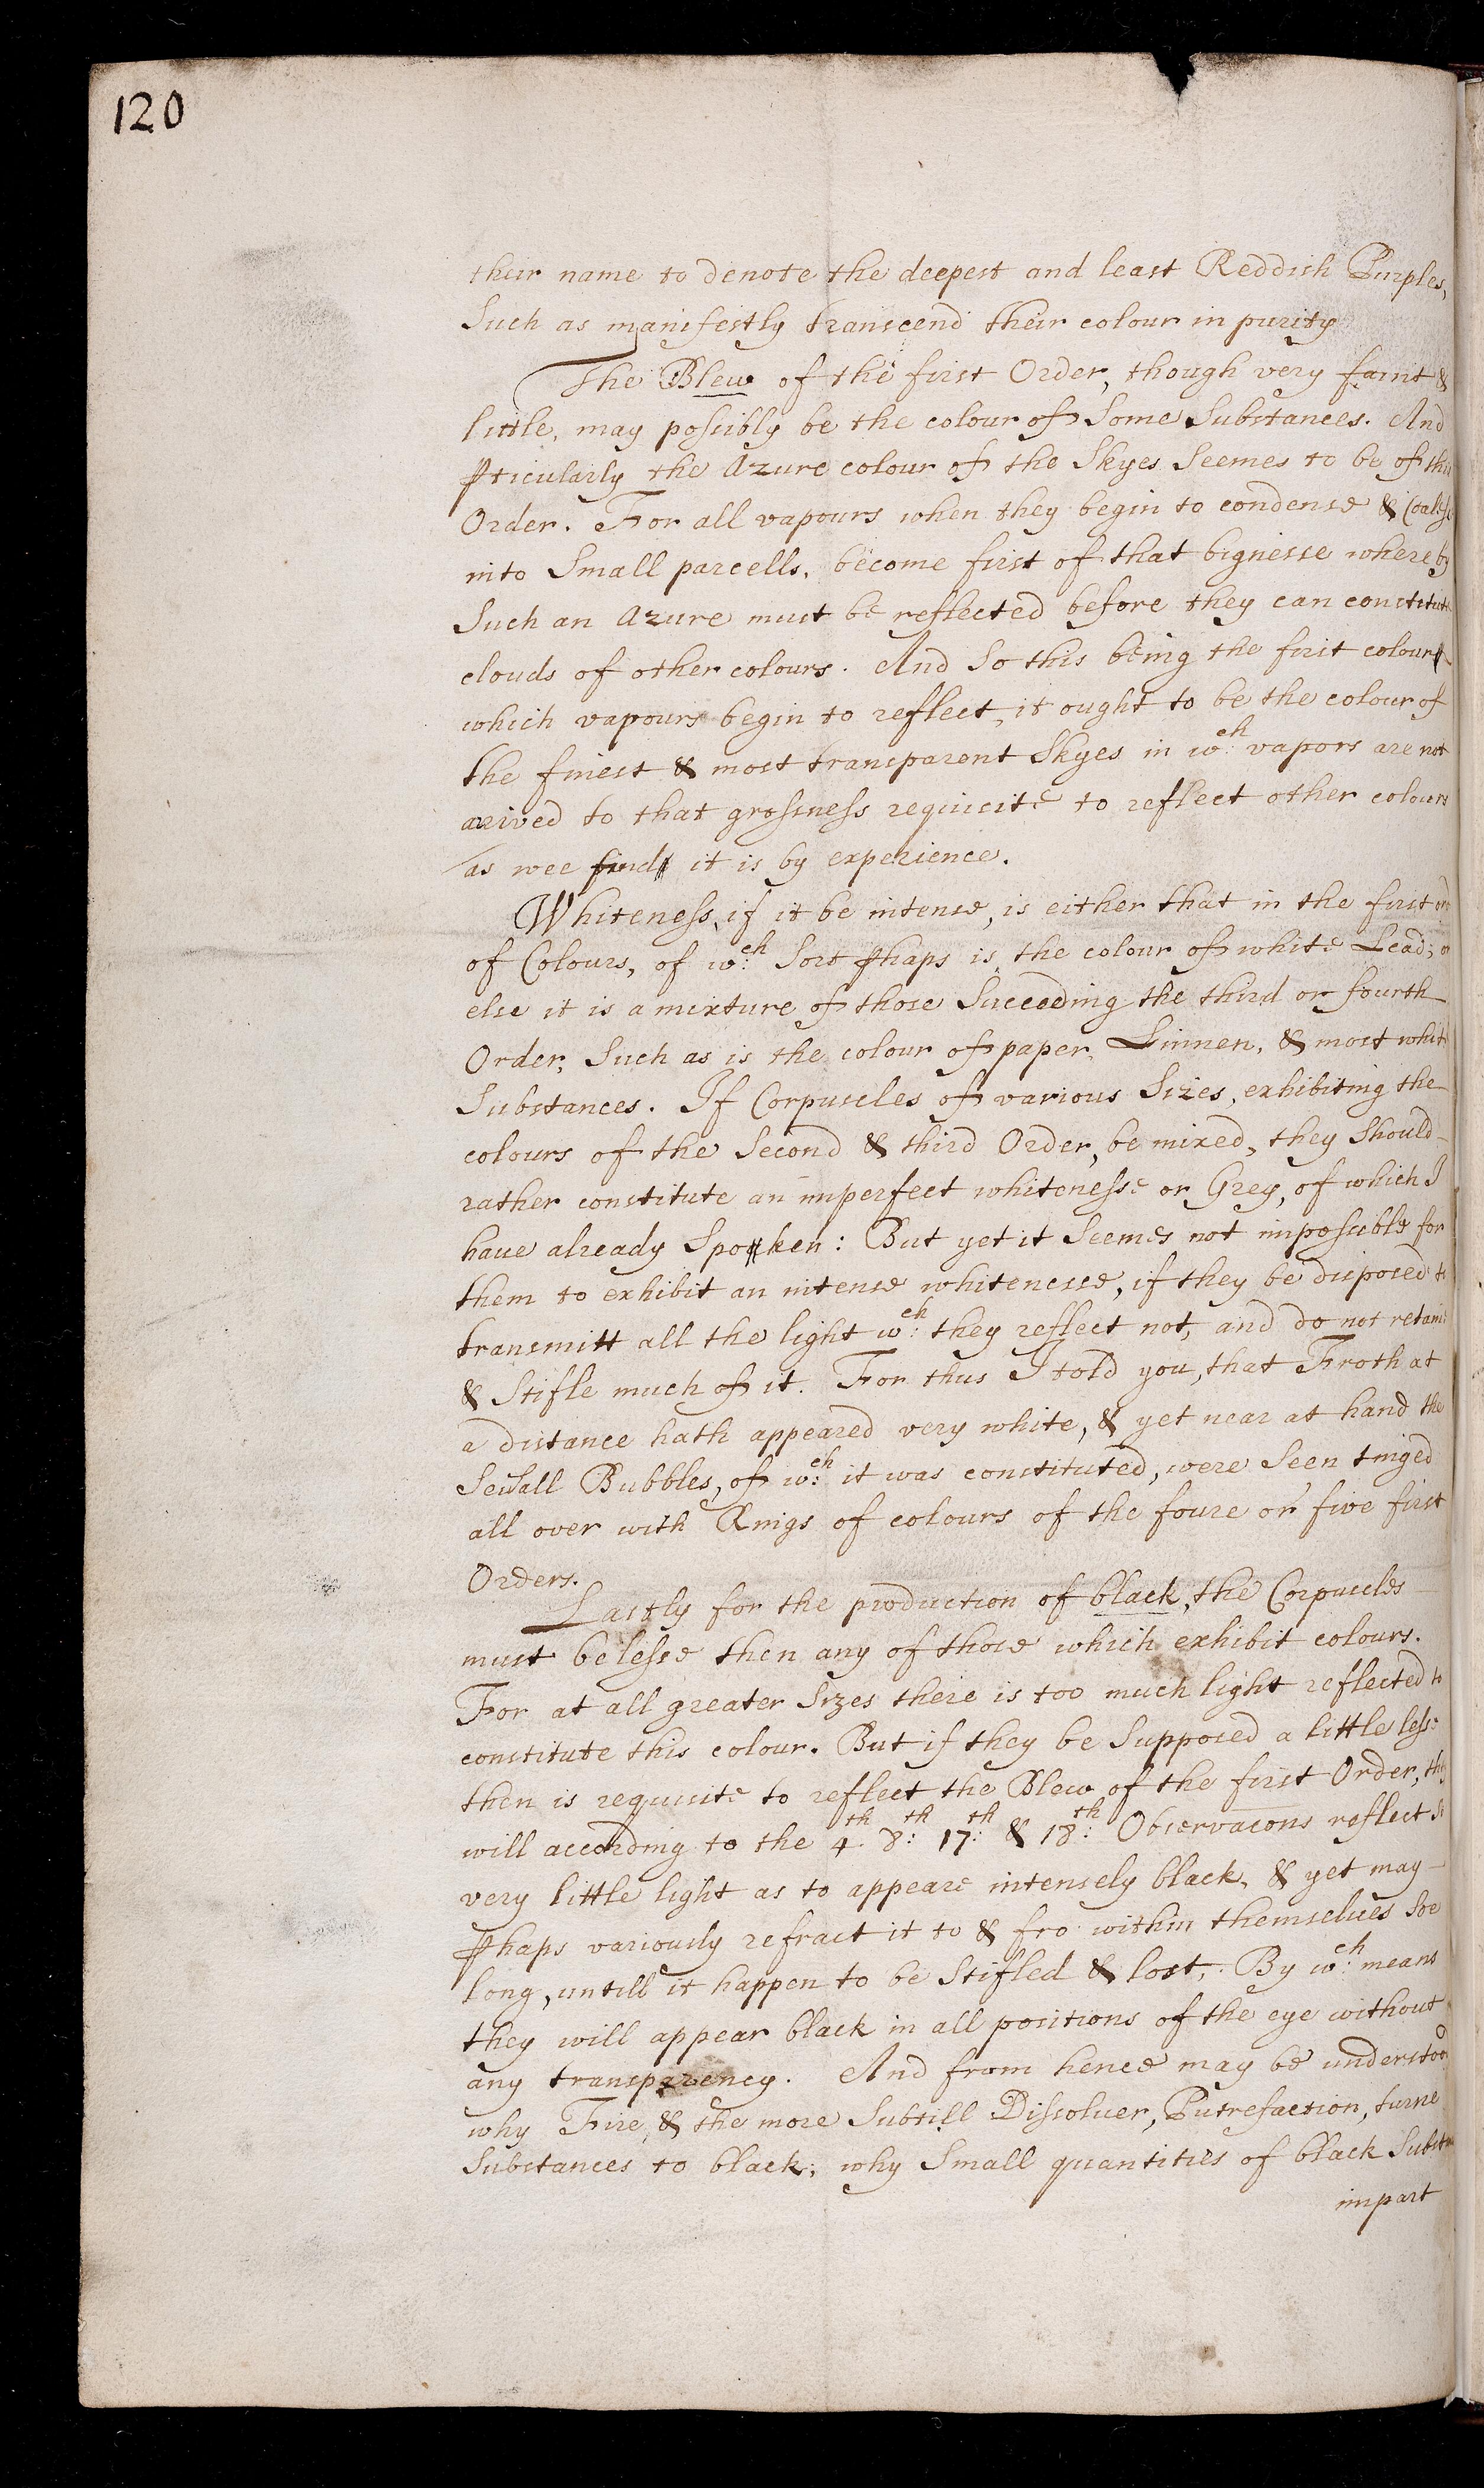 120
their name to denote the deepest and least Reddish Purples,
Such as manifestly transcend their colour in purity
The Blew of the first Order, though very faint &
little, may possibly be the colour of Some Substances. And
pticularly the Azure colour of the Skyes Seemes to be of this
Order. For all vapours when they begin to condense & Coalese
into Small parcells, become first of that bignesse whereby
Such an Azure must be reflected before they can constitute
clouds of other colours. And So this being the first colour
which vapours begin to reflect, it ought to be the colour of
the finest & most transparent Skyes in wch: vapors are not
arived to that grossness requisite to reflect other colours
as wee find it is by experience.
Whiteness, if it be intense, is either that in the first ord
of Colours, of wch: Sort phaps is the colour of white Lead; or
else it is a mixture of those Succeeding the third or fourth
Order, Such as is the colour of paper, Linnen, & most white
Substances. If Corpuscles of various Sizes, exhibiting the
colours of the Second & third Order, be mixed, they Should
rather constitute an imperfect whitenesse or Grey, of which I
haue already Spoken: But yet it Seemes not impossible for
them to exhibit an intense whitenesse, if they be disposed to
transmitt all the light wch: they reflect not, and do not retaine
& Stifle much of it. For thus I told you, that Froth at
a distance hath appeared very white, & yet near at hand the
Seuall Bubbles, of wch: it was constituted, were Seen tinged
all over with Rings of colours of the foure or five first
Orders.
Lastly for the production of black, the Corpuscles
must be lesse then any of those which exhibit colours.
For at all greater Sizes there is too much light reflected to
constitute this colour. But if they be Supposed a little lesse
then is requisite to reflect the Blew of the first Order, they
will according to the 4th. 8th: 17th: & 18th: Observacons reflect So
very little light as to appeare intensely black, & yet may
phaps variously refract it to & fro within themselues Soe
long, untill it happen to be Stifled & lost, By wch: means
they will appear black in all positions of the eye without
any transparency. And from hence may be understood
why Fire, & the more Subtill Dissoluer, Putrefaction, turne
Substances to black; why Small quantities of black Substan
impart